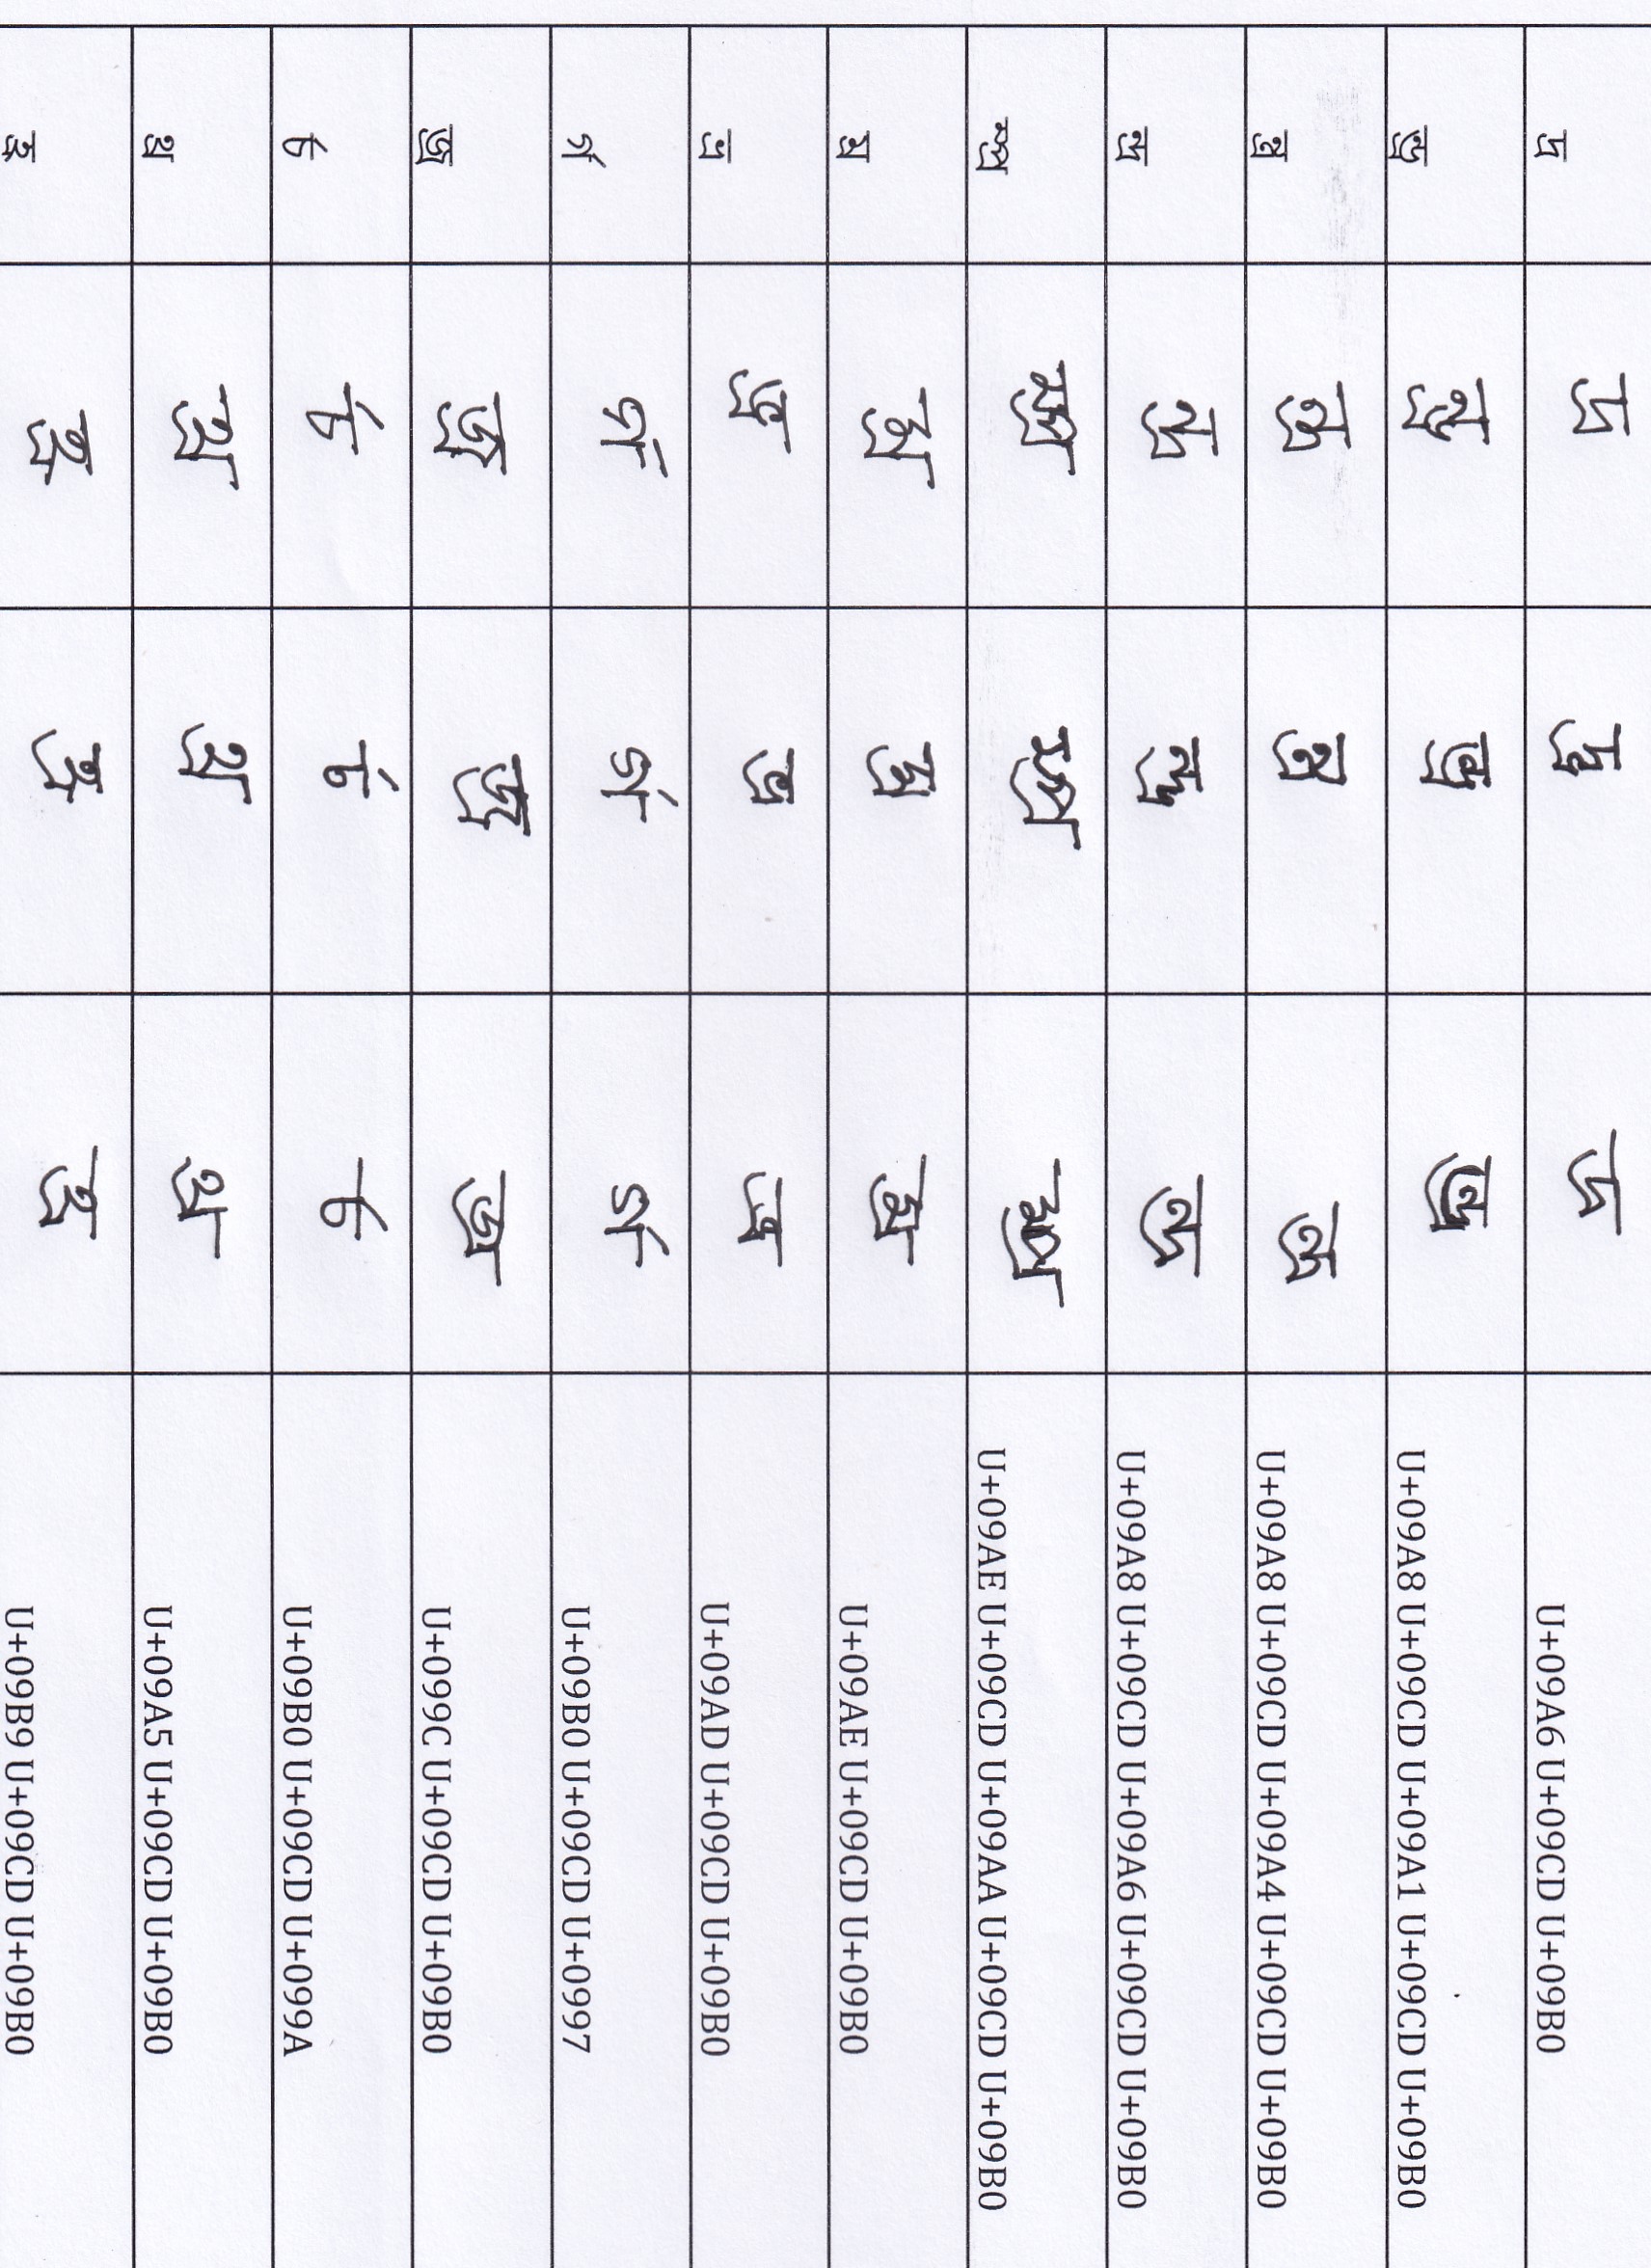 দ্র দ্র দ্র দ্র U+09A6 U+09CD U+09B0
ন্ড্র ন্ড্র ন্ড্র ন্ড্র U+09A8 U+09CD U+09A1 U+09CD U+09B0
ন্ত্র ন্ত্র ন্ত্র ন্ত্র U+09A8 U+09CD U+09A4 U+09CD U+09B0
ন্দ্র ন্দ্র ন্দ্র ন্দ্র U+09A8 U+09CD U+09A6 U+09CD U+09B0
ম্প্র ম্প্র ম্প্র ম্প্র U+09AE U+09CD U+09AA U+09CD U+09B0
ম্র ম্র ম্র ম্র U+09AE U+09CD U+09B0
ভ্র ভ্র ভ্র ভ্র U+09AD U+09CD U+09B0
র্গ র্গ র্গ র্গ U+09B0 U+09CD U+0997
জ্র জ্র জ্র জ্র U+099C U+09CD U+09B0
র্চ র্চ র্চ র্চ U+09B0 U+09CD U+099A
থ্র থ্র থ্র থ্র U+09A5 U+09CD U+09B0
হ্র হ্র হ্র হ্র U+09B9 U+09CD U+09B0